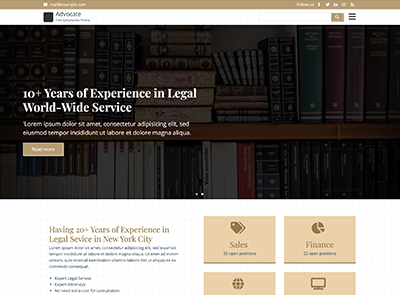 mail@example.com
Follow us
Advocate
Free Symphonize Theme
10+ Years of Experience in Legal
World-Wide Service
'Lorem ipsum dolor sit amet, consectetur adipisicing elit, sed
eiusmod tempor incididunt ut labore et dolore magna aliqua.
Read more
Having 20+ Years of Experience in
Legal Sevice in New York City
Lorem ipsum dolor sit amet, consectetur adipisicing
elit, sed do eiusmod tempor incididunt ut labore et
dolore magna aliqua. Ut enim ad minim veniam, quis
nostrud exercitation ullamco laboris nisi ut aliquip ex
ea commodo consequat.
Expert Legal Serives
Expert Attorneys
No need extra cost for consultation
Sales
22 open positions
Finance
22 open positions